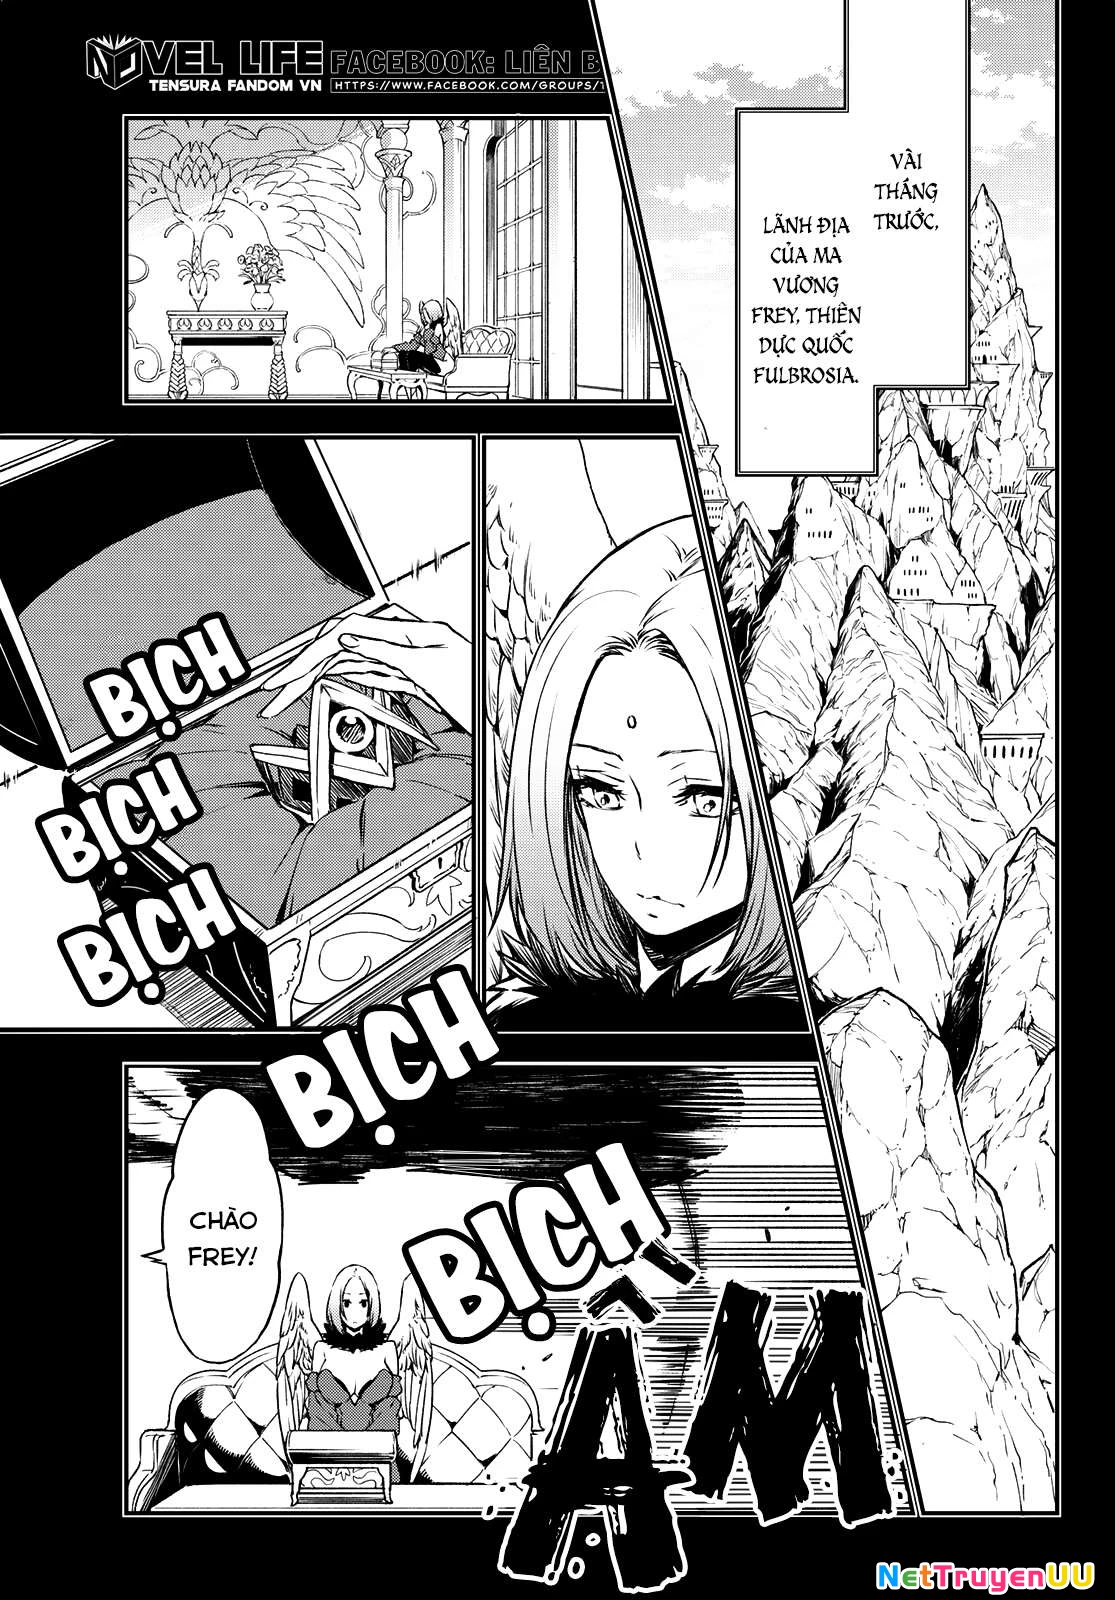 NOVEL LIFE
TENSURA FANDOM VN
FACEBOOK: LIÊN B
HTTPS://WWW.FACEBOOK.COM/GROUPS/T
VÀI
THÁNG
TRƯỚC,
LÃNH ĐỊA
CỦA MA
VƯƠNG
FREY, THIÊN
DỰC QUỐC
FULBROSIA.
BỊCH
BỊCH
BỊCH
BỊCH
BỊCH
CHÀO
FREY!
ẦM
NetTruyenUU